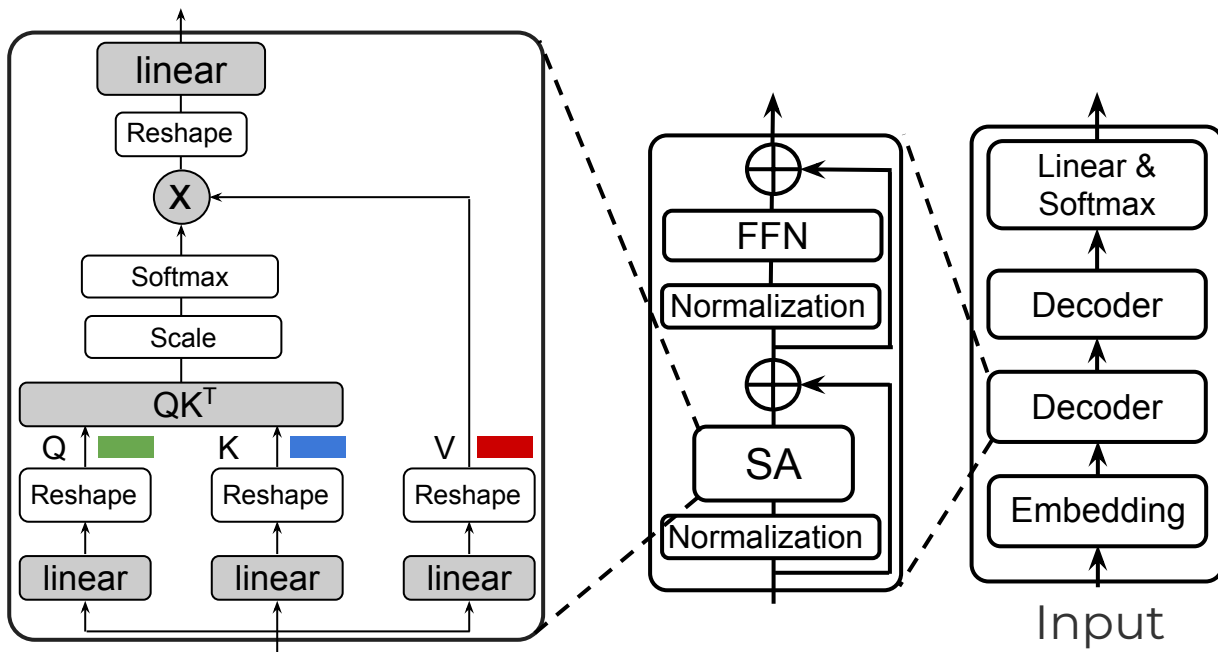 linear
Reshape
X
Softmax
Scale
QKᵀ
Q
K
V
Reshape
Reshape
Reshape
linear
linear
linear
FFN
Normalization
SA
Normalization
Linear &
Softmax
Decoder
Decoder
Embedding
Input